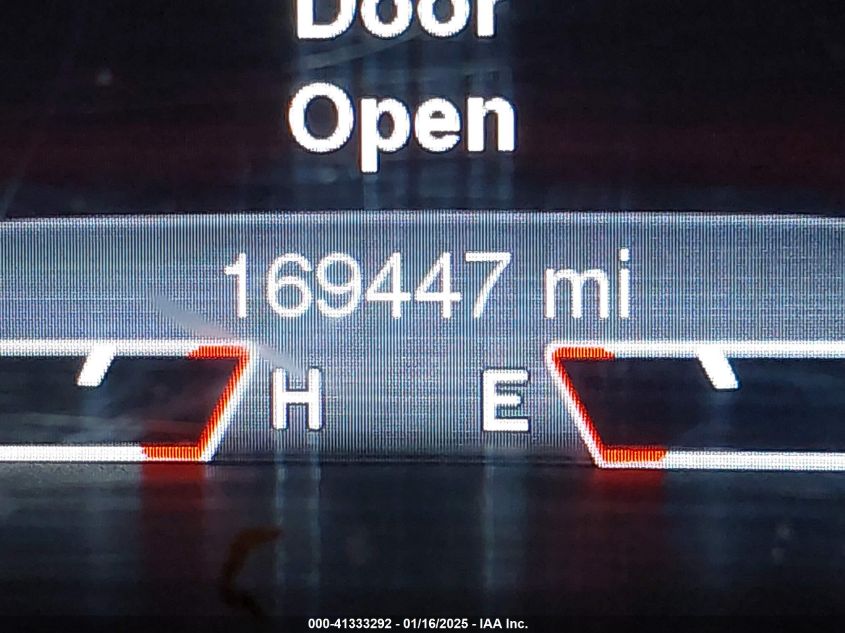 Door
Open
169447 mi
H E
000-41333292 - 01/16/2025 - IAA Inc.